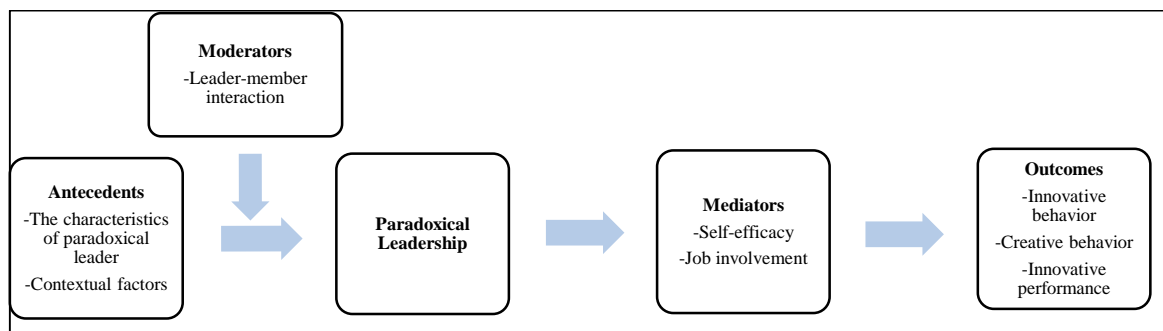 Moderators
-Leader-member
interaction
Antecedents
-The characteristics
of paradoxical
leader
-Contextual factors
Paradoxical
Leadership
Mediators
-Self-efficacy
-Job involvement
Outcomes
-Innovative
behavior
-Creative behavior
-Innovative
performance